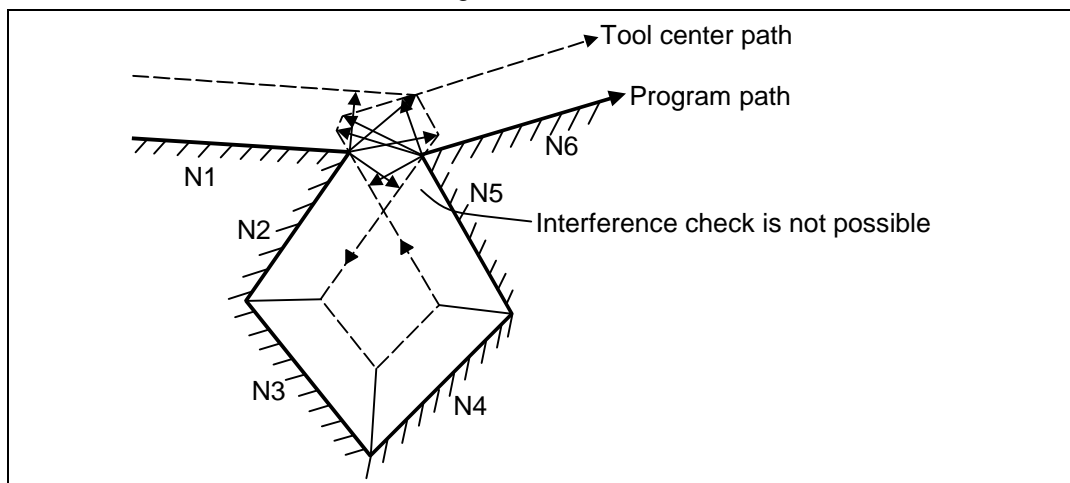 Tool center path
Program path
N6
N1
N5
N2
Interference check is not possible
N3
N4